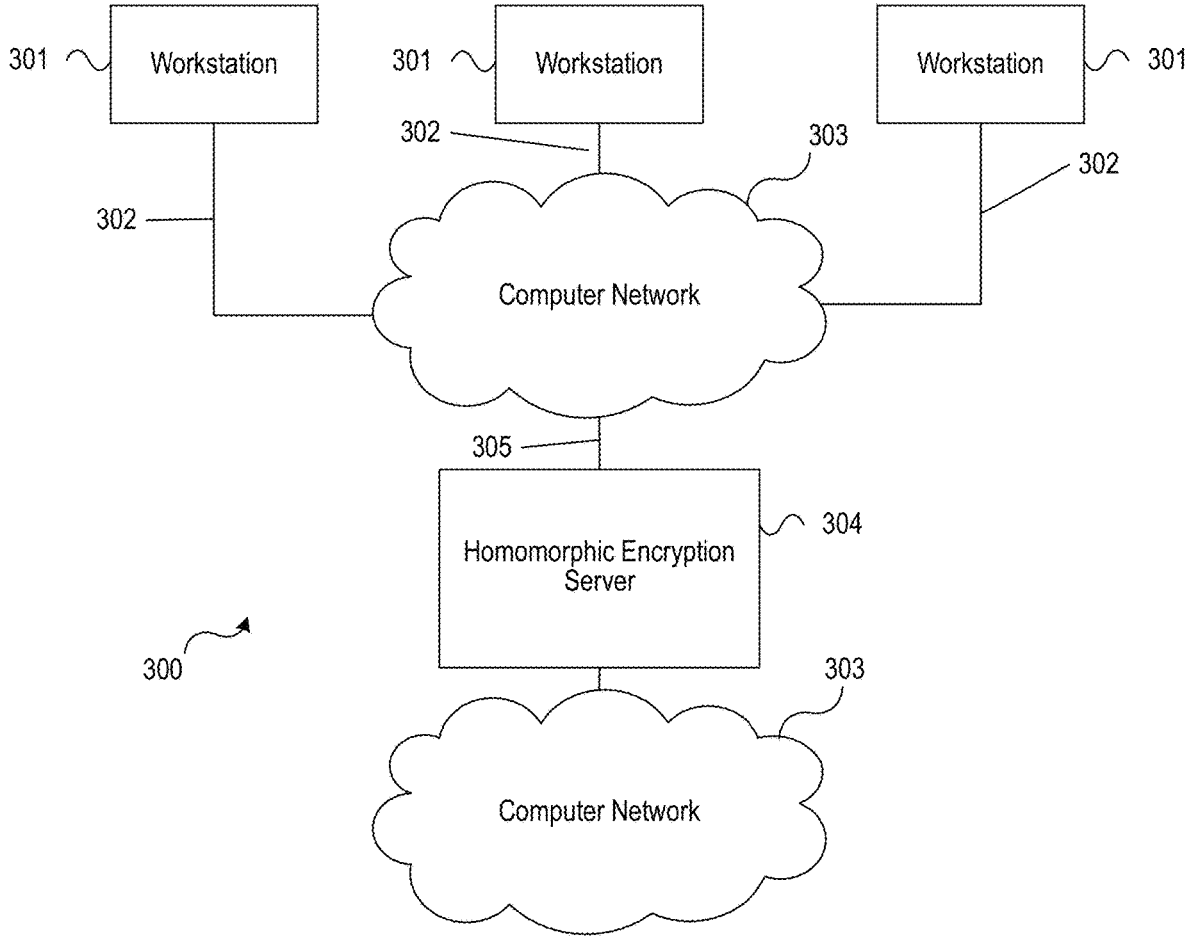 301
Workstation
301
Workstation
Workstation
301
302
303
302
302
Computer Network
305
304
Homomorphic Encryption
Server
300
303
Computer Network